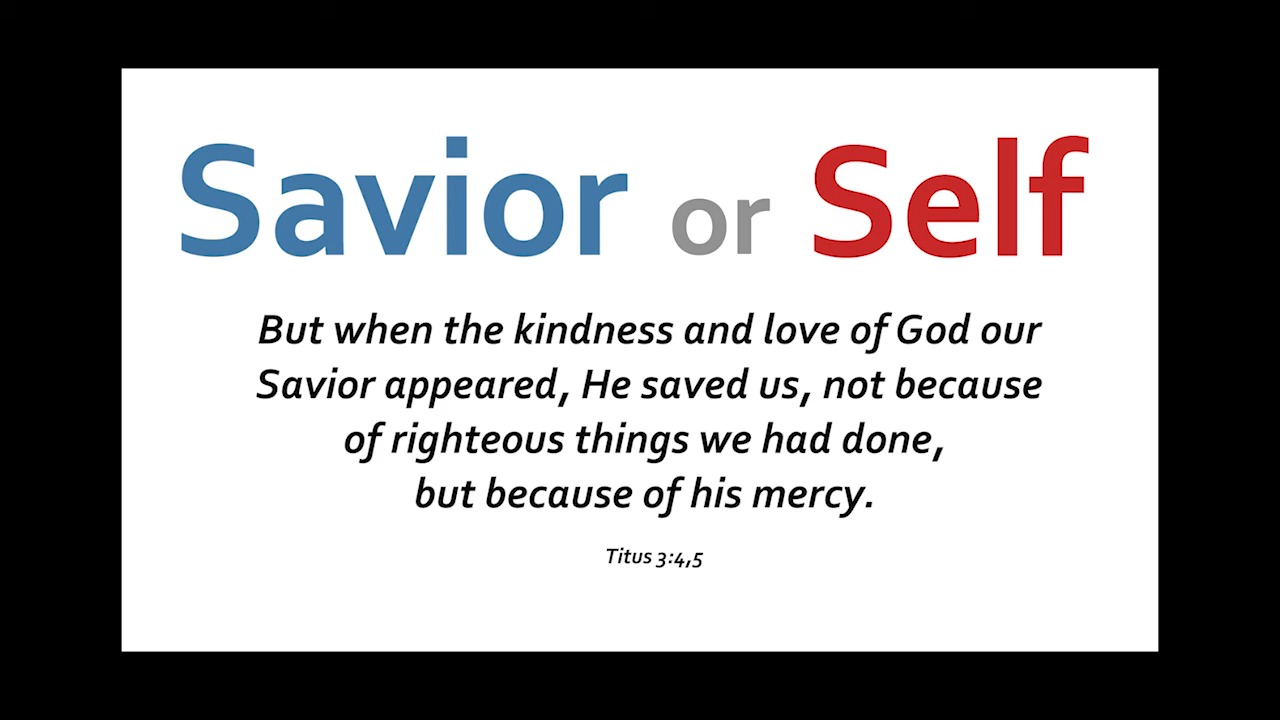 Savior or Self
But when the kindness and love of God our
Savior appeared, He saved us, not because
of righteous things we had done,
but because of his mercy.
Titus 3:4,5